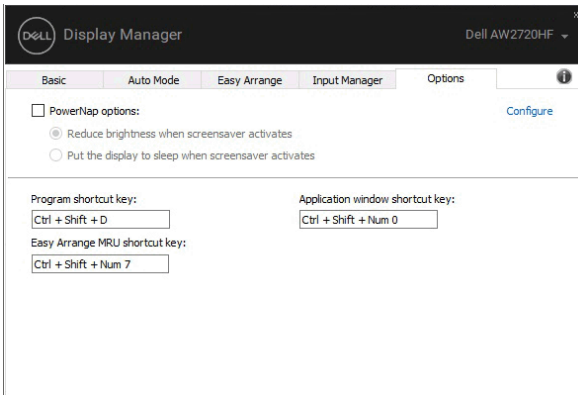 DELL Display Manager Dell AW2720HF
Basic Auto Mode Easy Arrange Input Manager Options
PowerNap options: Configure
Reduce brightness when screensaver activates
Put the display to sleep when screensaver activates
Program shortcut key: Application window shortcut key:
Ctrl + Shift + D Ctrl + Shift + Num 0
Easy Arrange MRU shortcut key:
Ctrl + Shift + Num 7